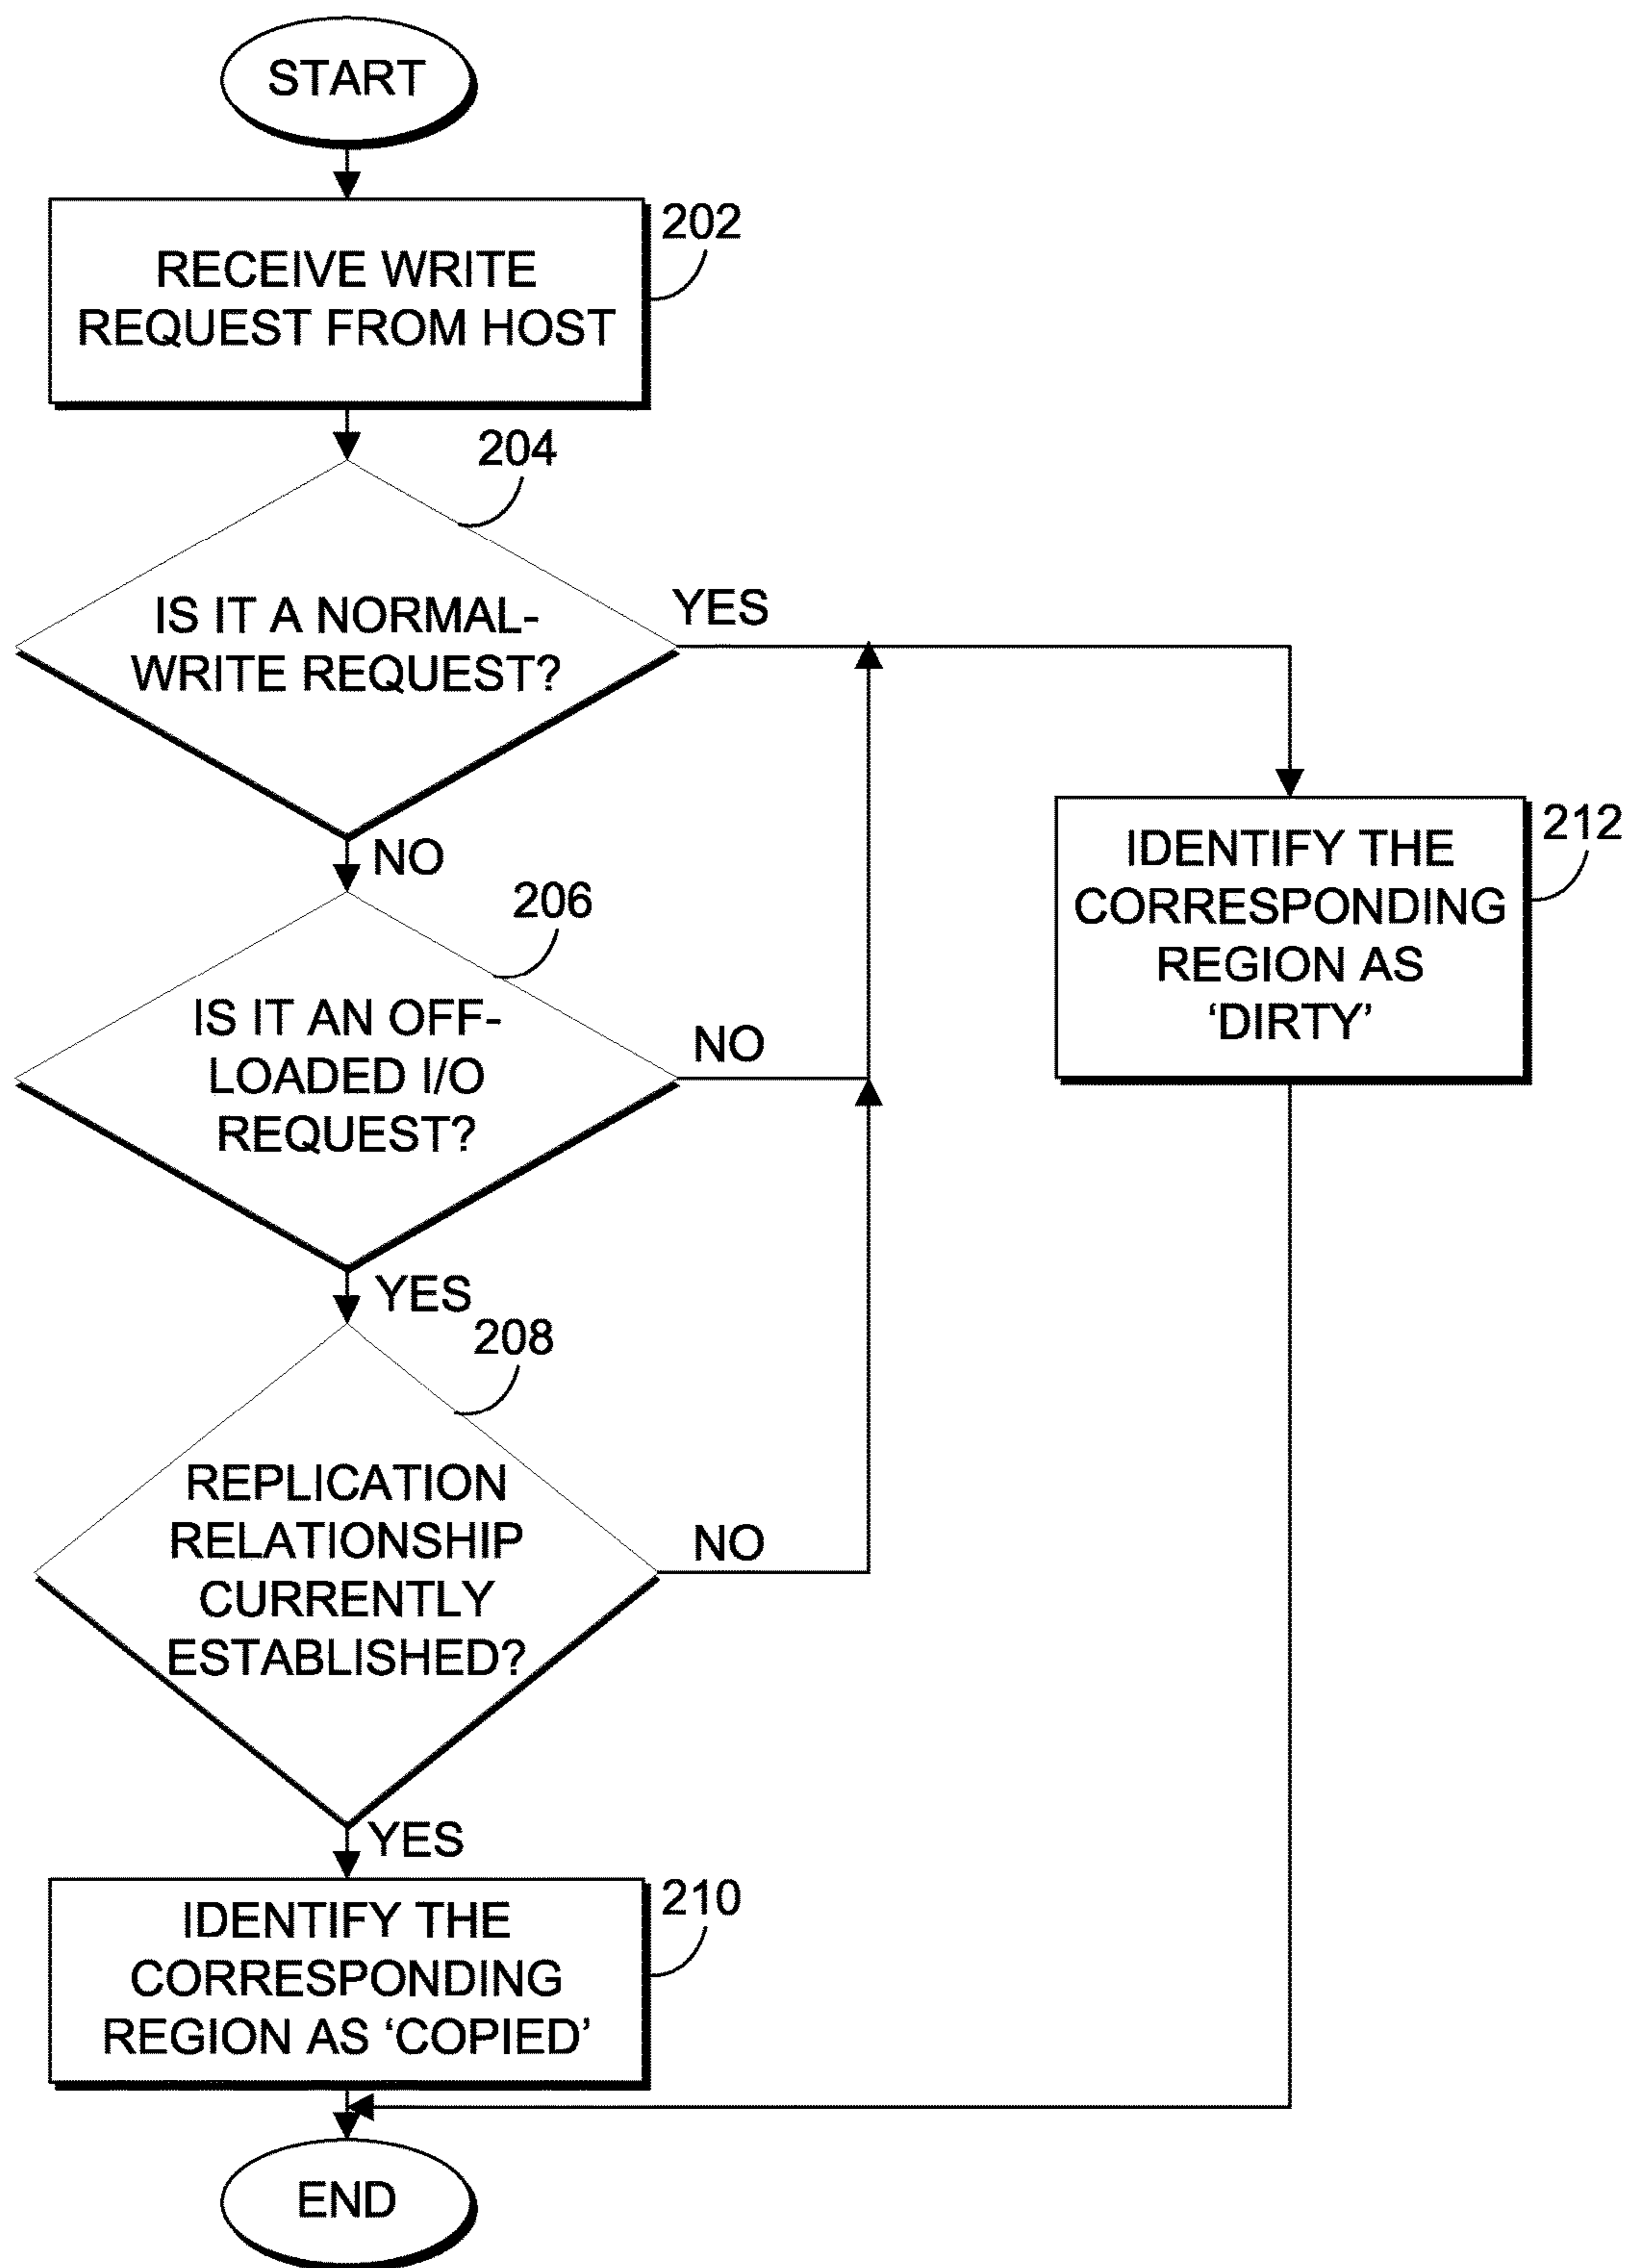 START
RECEIVE WRITE
REQUEST FROM HOST
202
204
IS IT A NORMAL-
WRITE REQUEST?
YES
NO
206
IS IT AN OFF-
LOADED I/O
REQUEST?
NO
YES
208
REPLICATION
RELATIONSHIP
CURRENTLY
ESTABLISHED?
NO
YES
IDENTIFY THE
CORRESPONDING
REGION AS ‘COPIED’
210
IDENTIFY THE
CORRESPONDING
REGION AS
‘DIRTY’
212
END